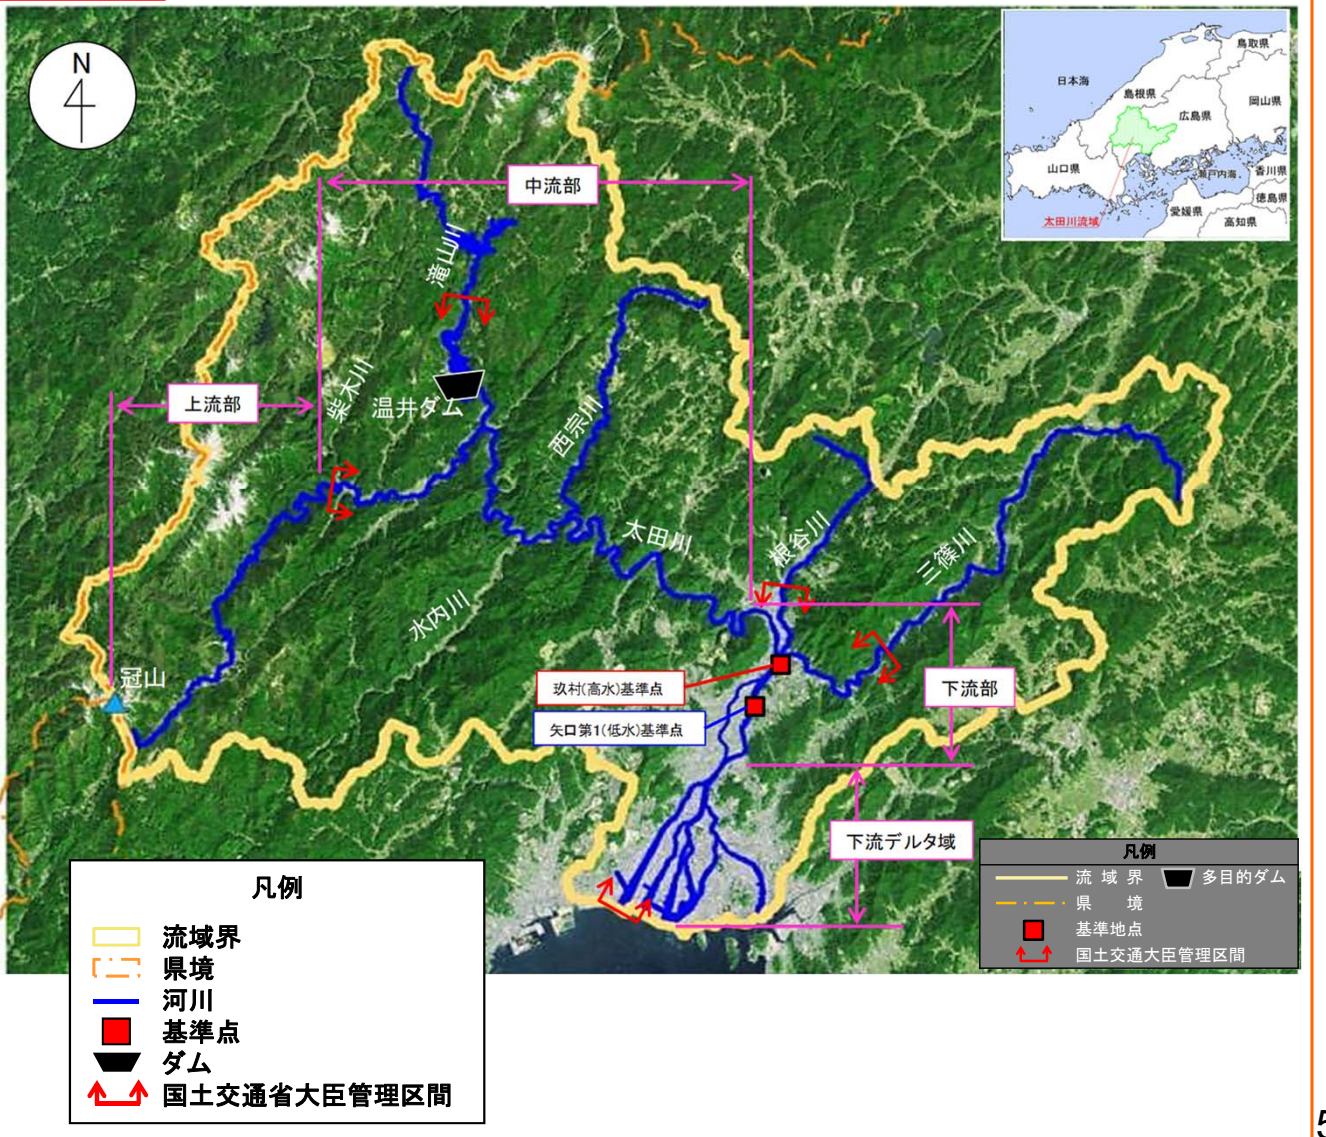 N
日本海
鳥取県
島根県
岡山県
広島県
山口県
瀬戸内海
香川県
徳島県
愛媛県
高知県
太田川流域
中流部
滝山川
上流部
柴木川
温井ダム
西宗川
太田川
根谷川
三篠川
水内川
冠山
玖村(高水)基準点
矢口第1(低水)基準点
下流部
下流デルタ域
凡例
流域界
多目的ダム
県境
基準地点
国土交通大臣管理区間
凡例
流域界
県境
河川
基準点
ダム
国土交通省大臣管理区間